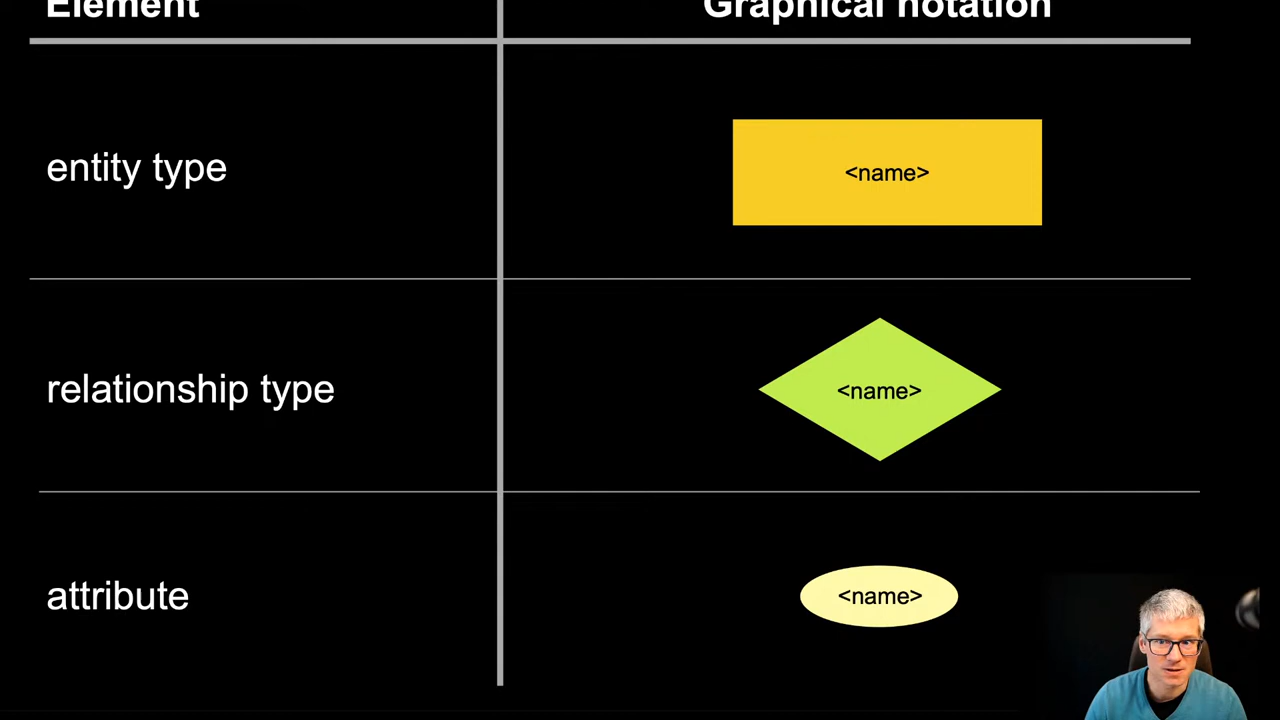 Element Graphical notation
entity type <name>
relationship type <name>
attribute <name>